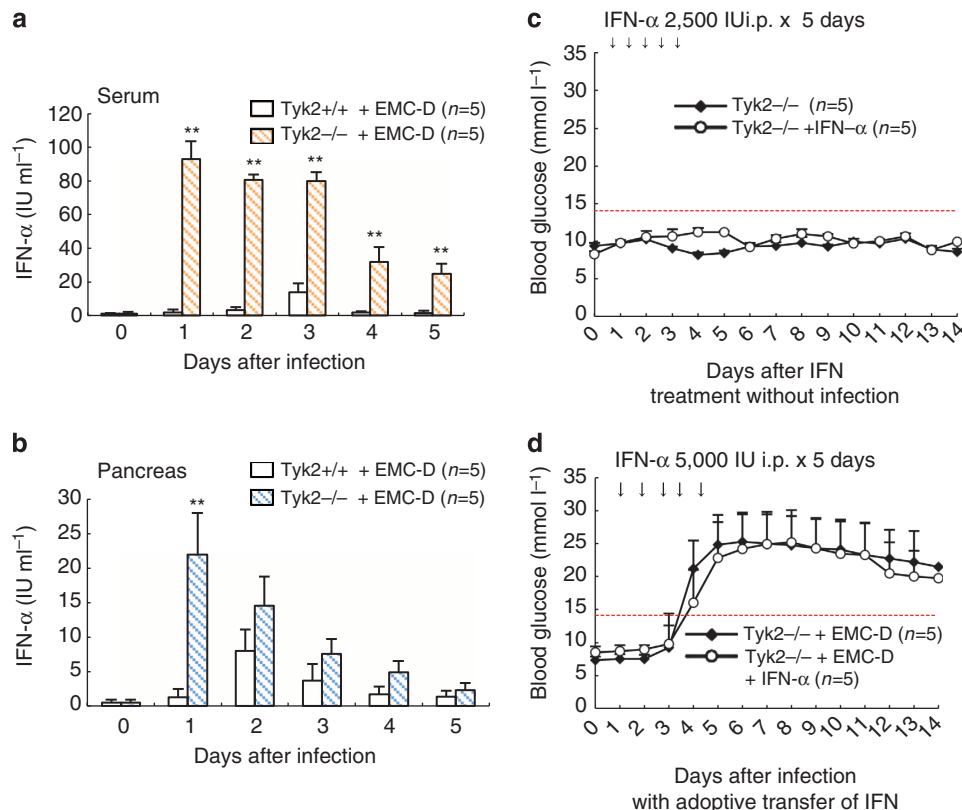 a
Serum
Tyk2+/+ + EMC-D (n=5)
Tyk2−/− + EMC-D (n=5)
IFN-α (IU ml⁻¹)
120
100
80
60
40
20
0
**
**
**
**
**
0 1 2 3 4 5
Days after infection
b
Pancreas
Tyk2+/+ + EMC-D (n=5)
Tyk2−/− + EMC-D (n=5)
IFN-α (IU ml⁻¹)
30
25
20
15
10
5
0
**
0 1 2 3 4 5
Days after infection
c
IFN-α 2,500 IUi.p. x 5 days
↓ ↓ ↓ ↓ ↓
Blood glucose (mmol l⁻¹)
35
30
25
20
15
10
5
0
Tyk2−/− (n=5)
Tyk2−/− +IFN−α (n=5)
0 1 2 3 4 5 6 7 8 9 10 11 12 13 14
Days after IFN
treatment without infection
d
IFN-α 5,000 IU i.p. x 5 days
↓ ↓ ↓ ↓ ↓
Blood glucose (mmol l⁻¹)
35
30
25
20
15
10
5
0
Tyk2−/− + EMC-D (n=5)
Tyk2−/− + EMC-D
+ IFN-α (n=5)
0 1 2 3 4 5 6 7 8 9 10 11 12 13 14
Days after infection
with adoptive transfer of IFN